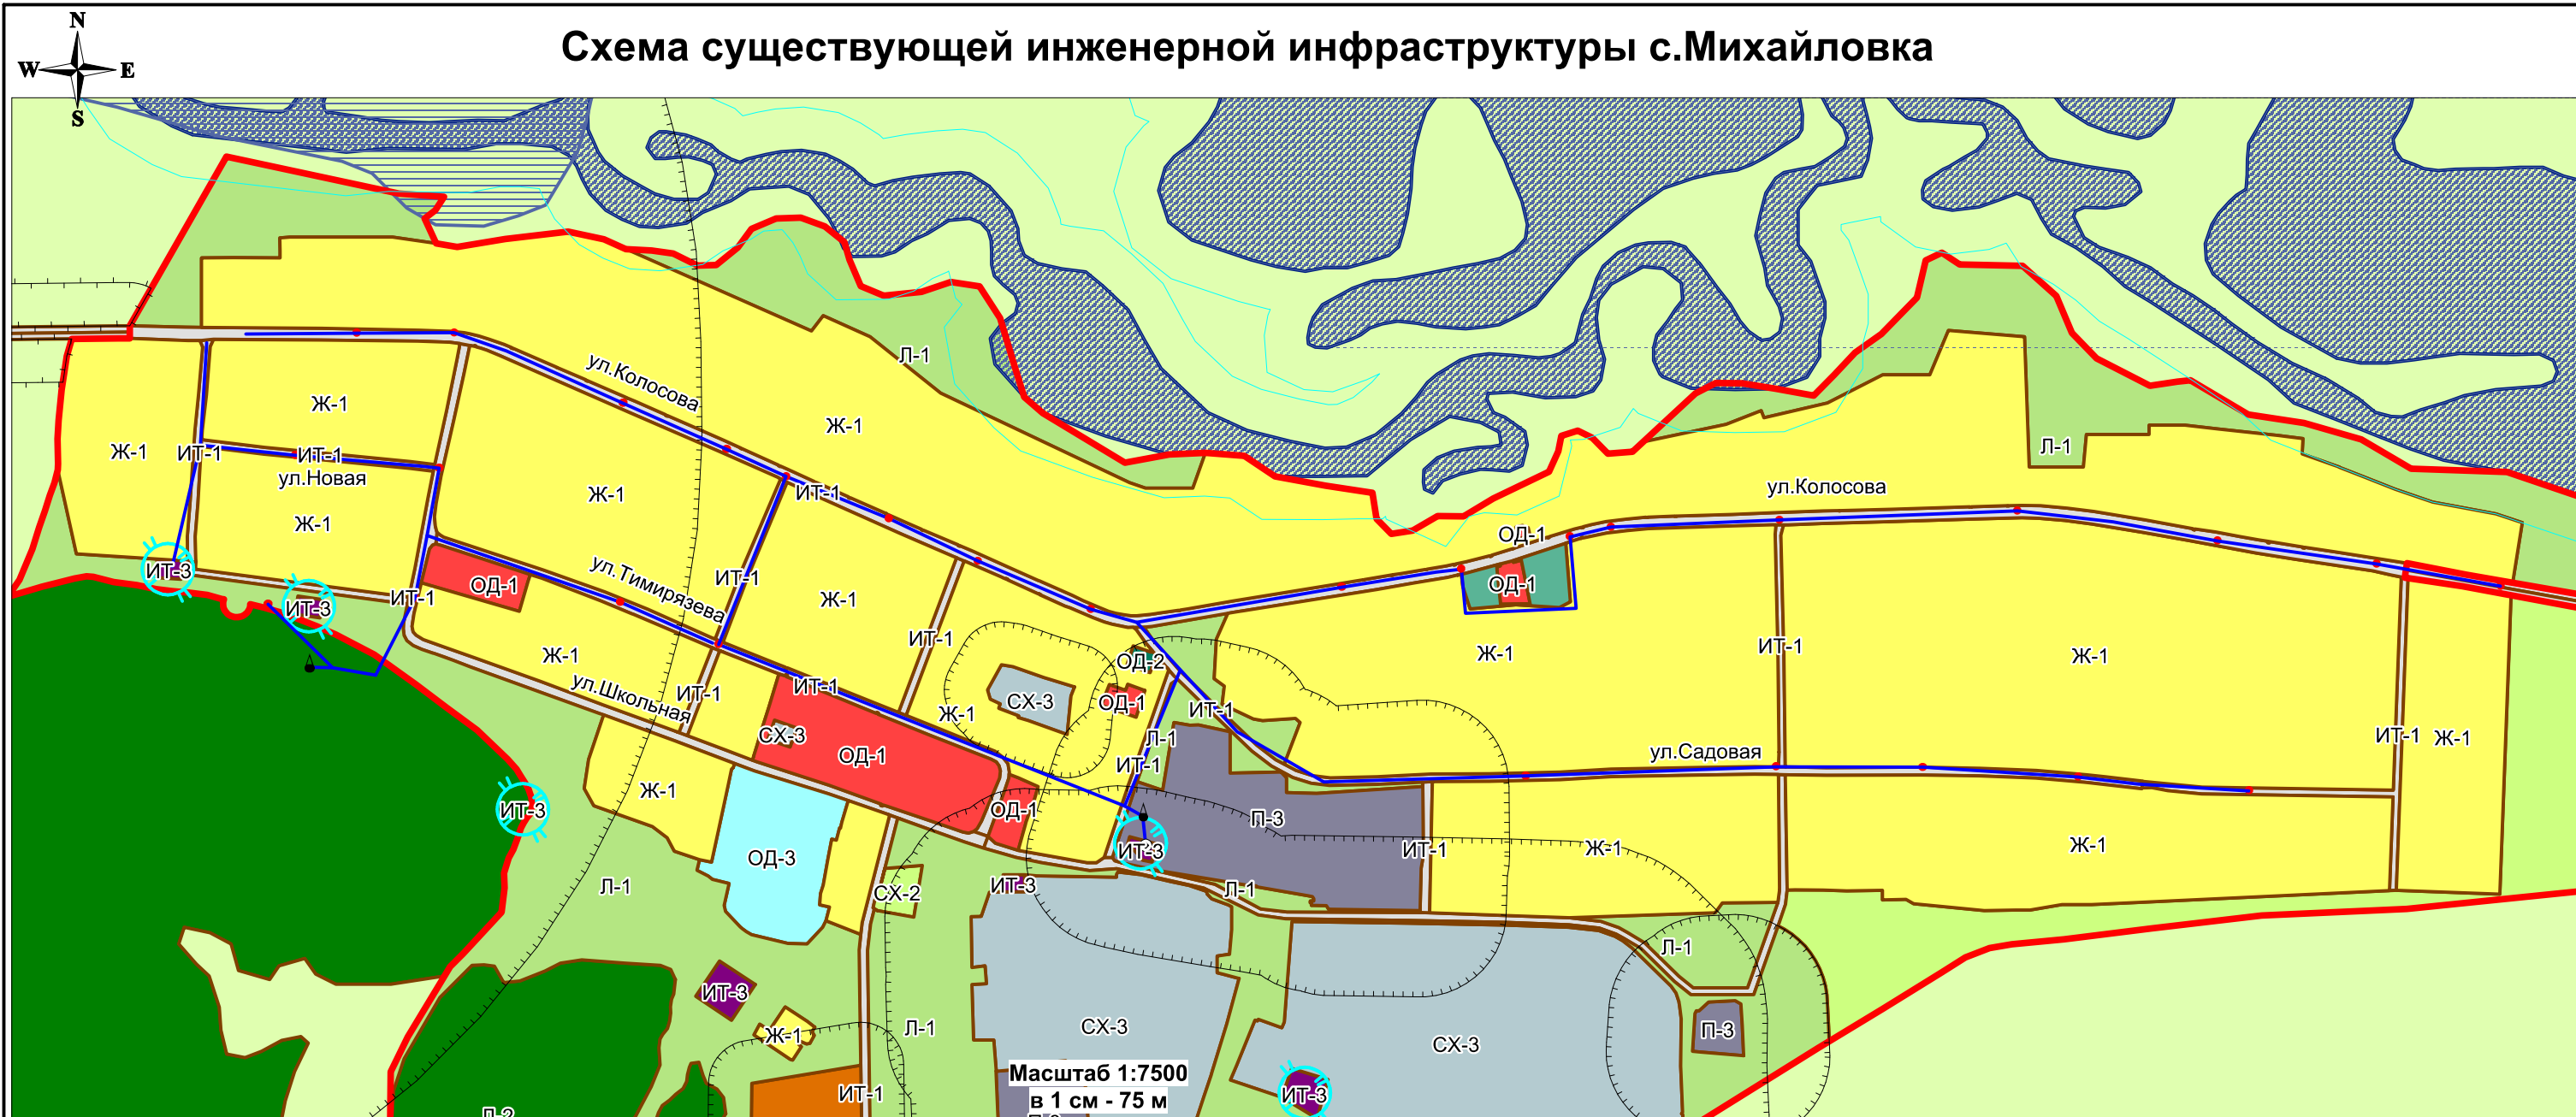 N
Схема существующей инженерной инфраструктуры с.Михайловка
W
E
S
ул.Колосова
Л-1
Ж-1
Ж-1
Ж-1
ИТ-1
ИТ-1
ул.Новая
Ж-1
Ж-1
ИТ-1
Л-1
ул.Колосова
ОД-1
ИТ-3
ИТ-3
ИТ-1
ОД-1
ул.Тимирязева
ИТ-1
Ж-1
ОД-1
ИТ-1
Ж-1
ИТ-1
Ж-1
ул.Школьная
ИТ-1
ИТ-1
ОД-2
Ж-1
Ж-1
СХ-3
ОД-1
ИТ-1
Ж-1
СХ-3
ОД-1
Л-1
ИТ-1
ул.Садовая
ИТ-1
Ж-1
Ж-1
ИТ-3
ОД-1
П-3
ОД-3
ИТ-3
ИТ-1
Ж-1
Ж-1
Л-1
СХ-2
ИТ-3
Л-1
Л-1
ИТ-3
Ж-1
Л-1
СХ-3
СХ-3
П-3
Масштаб 1:7500
в 1 см - 75 м
ИТ-1
ИТ-3